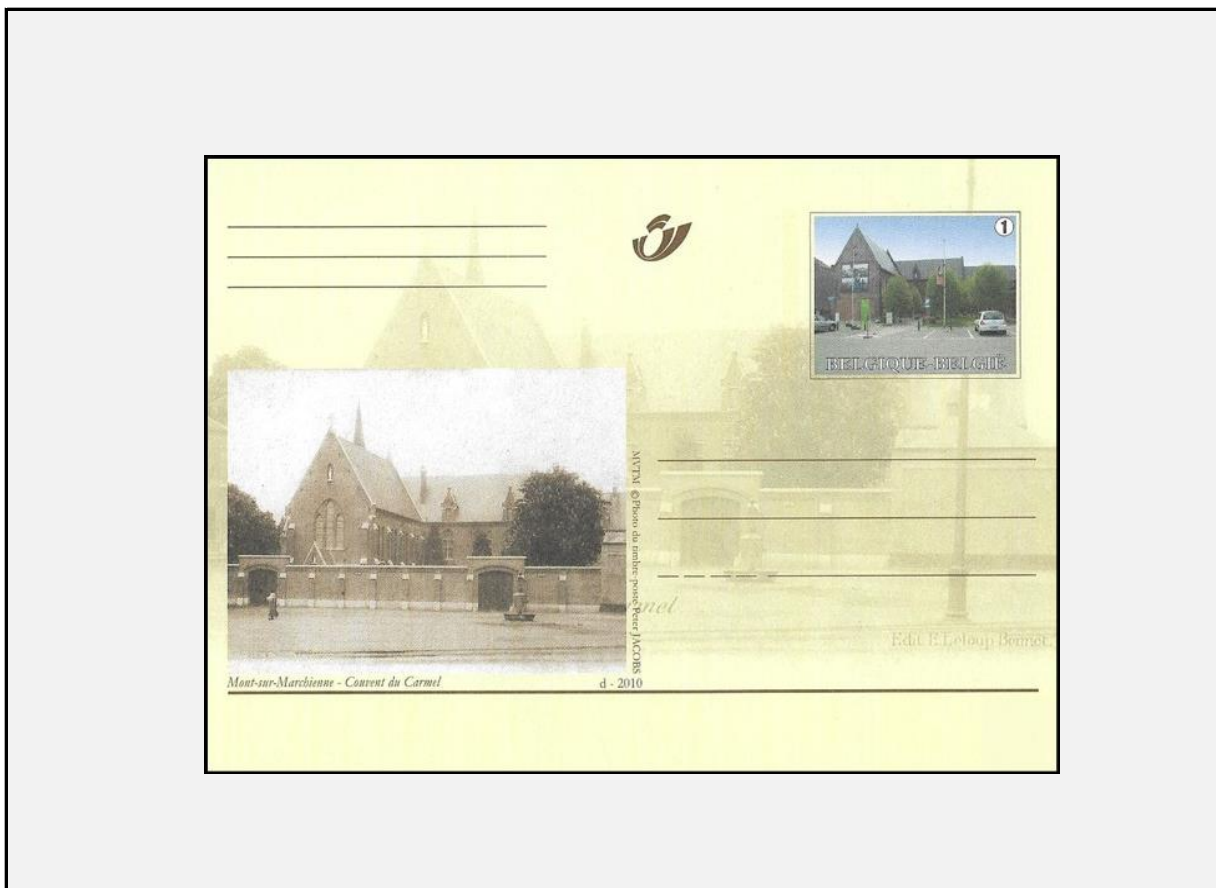 1
BELGIQUE-BELGIË
MVTM ©Photo du timbre-poste Peter JACOBS
Edit. E. Leloup Bennet.
Mont-sur-Marchienne - Couvent du Carmel
d - 2010